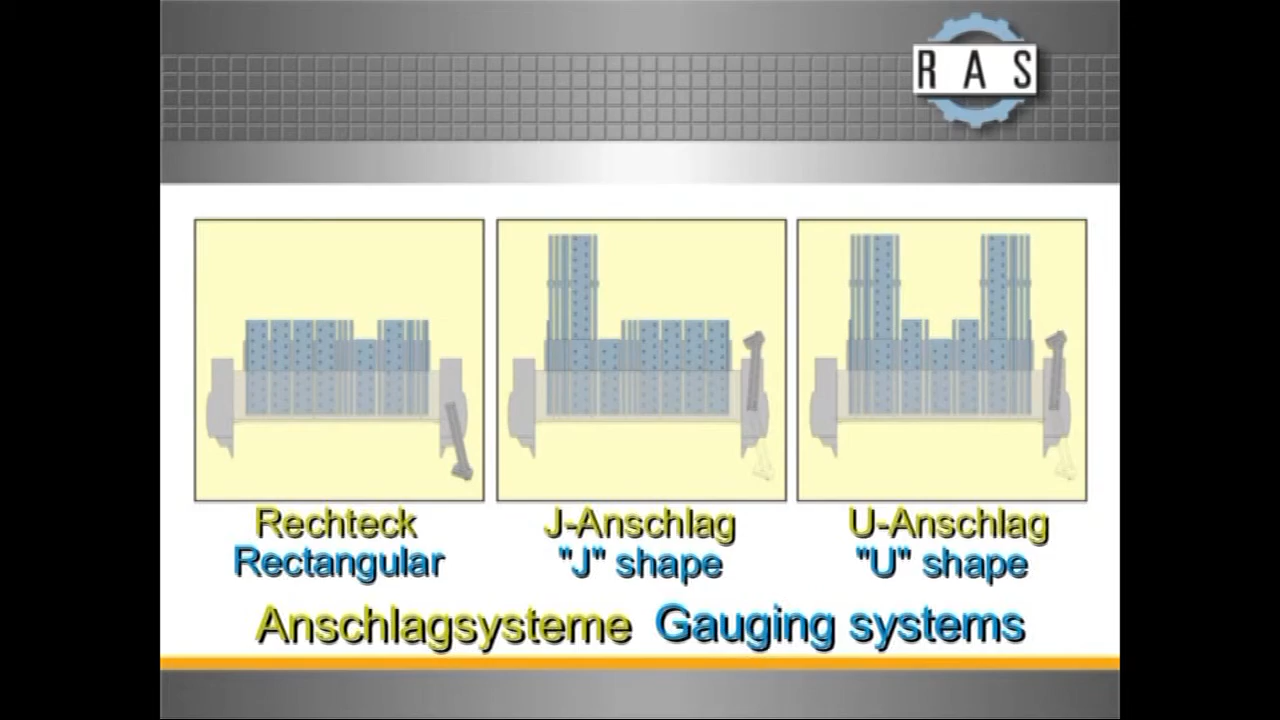 RAS
Rechteck
Rectangular
J-Anschlag
"J" shape
U-Anschlag
"U" shape
Anschlagsysteme Gauging systems